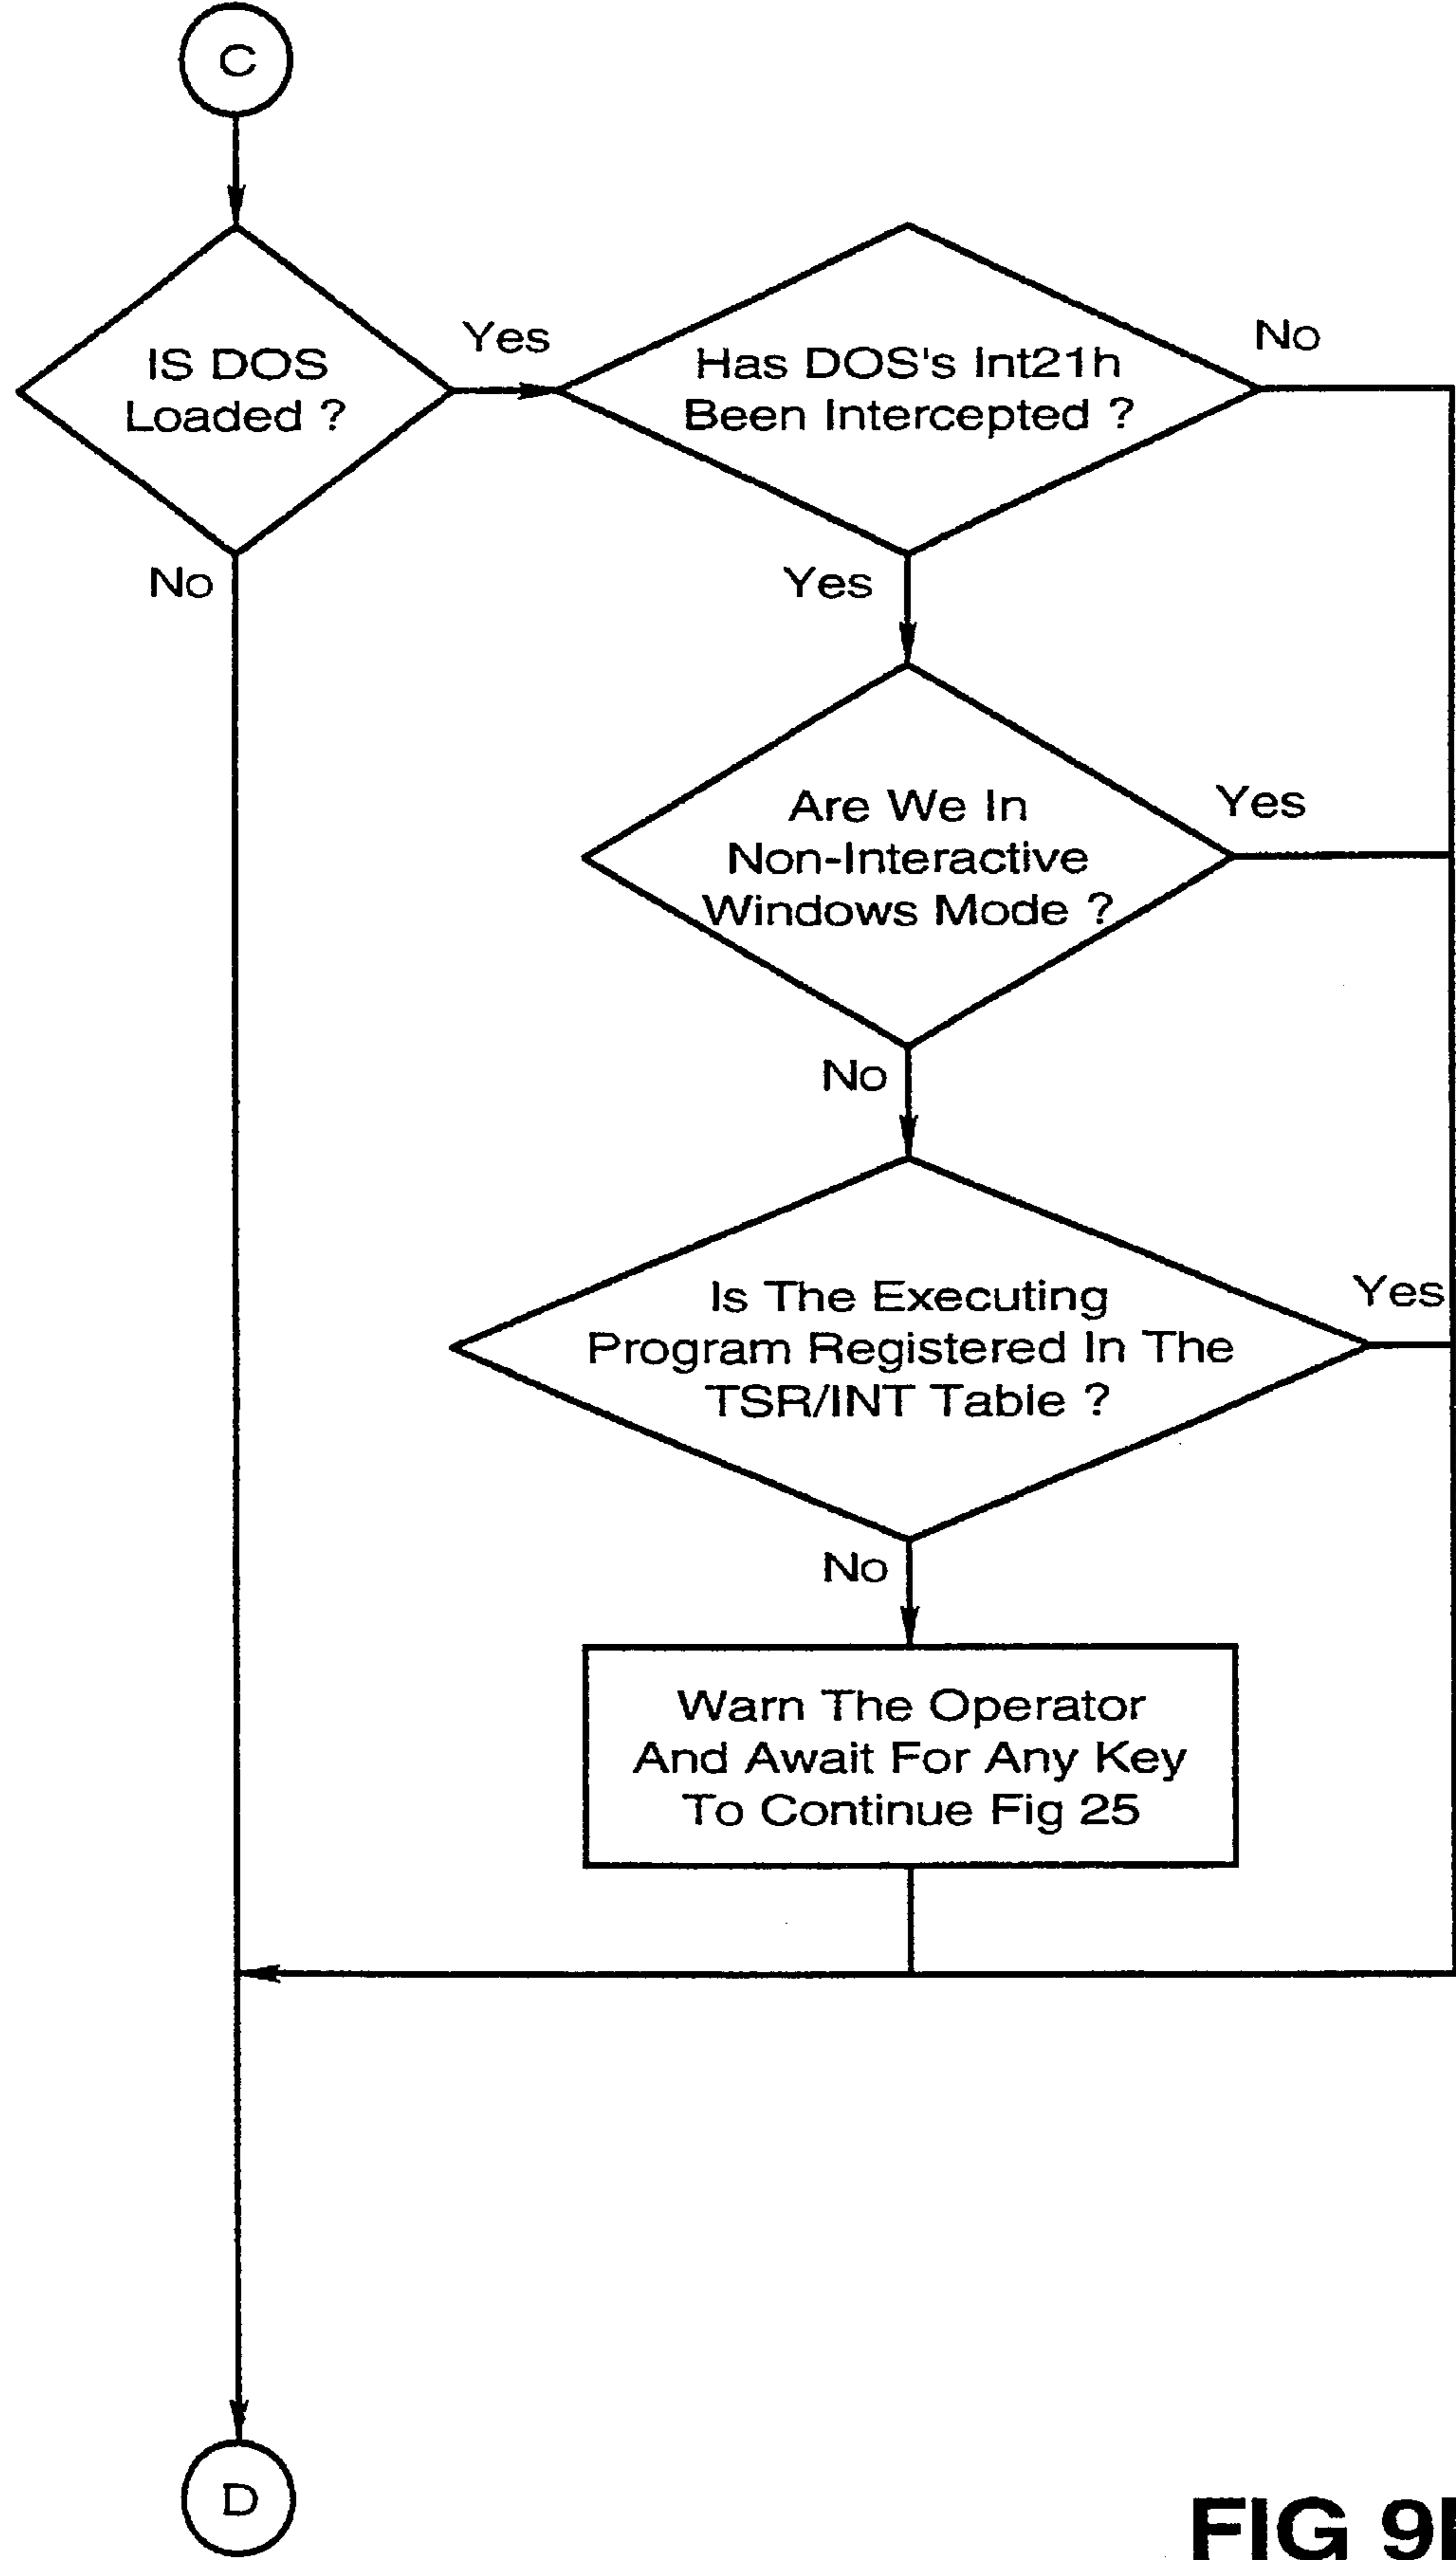 C
IS DOS
Loaded ?
Yes
Has DOS's Int21h
Been Intercepted ?
No
No
Yes
Are We In
Non-Interactive
Windows Mode ?
Yes
No
Is The Executing
Program Registered In The
TSR/INT Table ?
Yes
No
Warn The Operator
And Await For Any Key
To Continue Fig 25
D
FIG